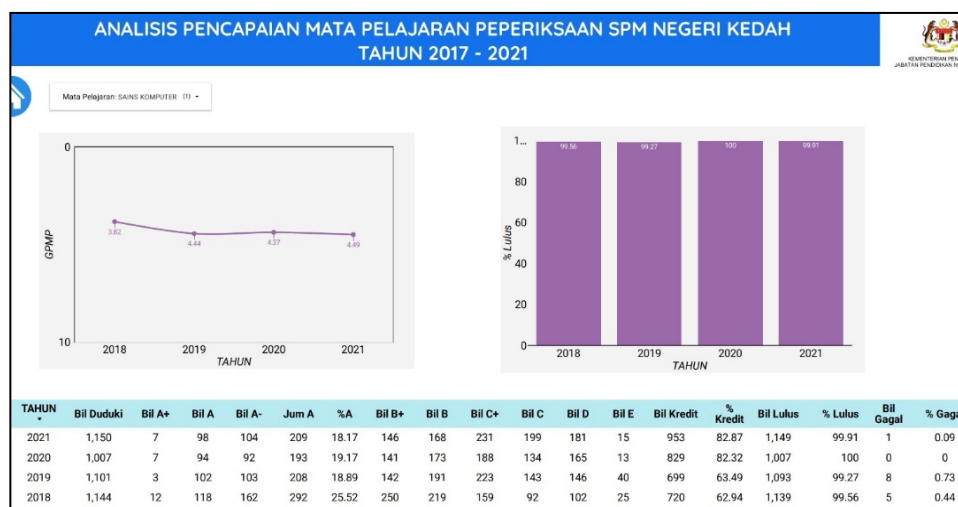 ANALISIS PENCAPAIAN MATA PELAJARAN PEPERIKSAAN SPM NEGERI KEDAH
TAHUN 2017 - 2021
KEMENTERIAN PEN
JABATAN PENDIDIKAN N
Mata Pelajaran: SAINS KOMPUTER (1)
0
GPMP
3.82
4.44
4.37
4.49
10
2018 2019 2020 2021
TAHUN
1...
99.56 99.27 100 99.91
80
60
% Lulus
40
20
0
2018 2019 2020 2021
TAHUN
TAHUN Bil Duduki Bil A+ Bil A Bil A- Jum A %A Bil B+ Bil B Bil C+ Bil C Bil D Bil E Bil Kredit % Kredit Bil Lulus % Lulus Bil Gagal % Gaga
2021 1,150 7 98 104 209 18.17 146 168 231 199 181 15 953 82.87 1,149 99.91 1 0.09
2020 1,007 7 94 92 193 19.17 141 173 188 134 165 13 829 82.32 1,007 100 0 0
2019 1,101 3 102 103 208 18.89 142 191 223 143 146 40 699 63.49 1,093 99.27 8 0.73
2018 1,144 12 118 162 292 25.52 250 219 159 92 102 25 720 62.94 1,139 99.56 5 0.44